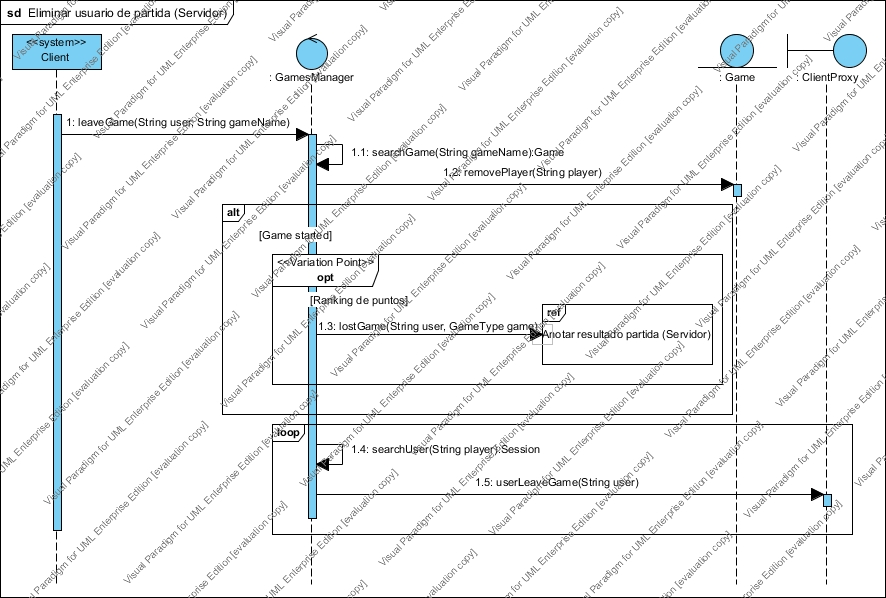 sd Eliminar usuario de partida (Servidor)
<<system>>
Client
: GamesManager
: Game
: ClientProxy
1: leaveGame(String user, String gameName)
1.1: searchGame(String gameName):Game
1.2: removePlayer(String player)
alt
[Game started]
<<Variation Point>>
opt
[Ranking de puntos]
ref
1.3: lostGame(String user, GameType game)
Anotar resultado partida (Servidor)
loop
1.4: searchUser(String player):Session
1.5: userLeaveGame(String user)
Visual Paradigm for UML Enterprise Edition [evaluation copy]